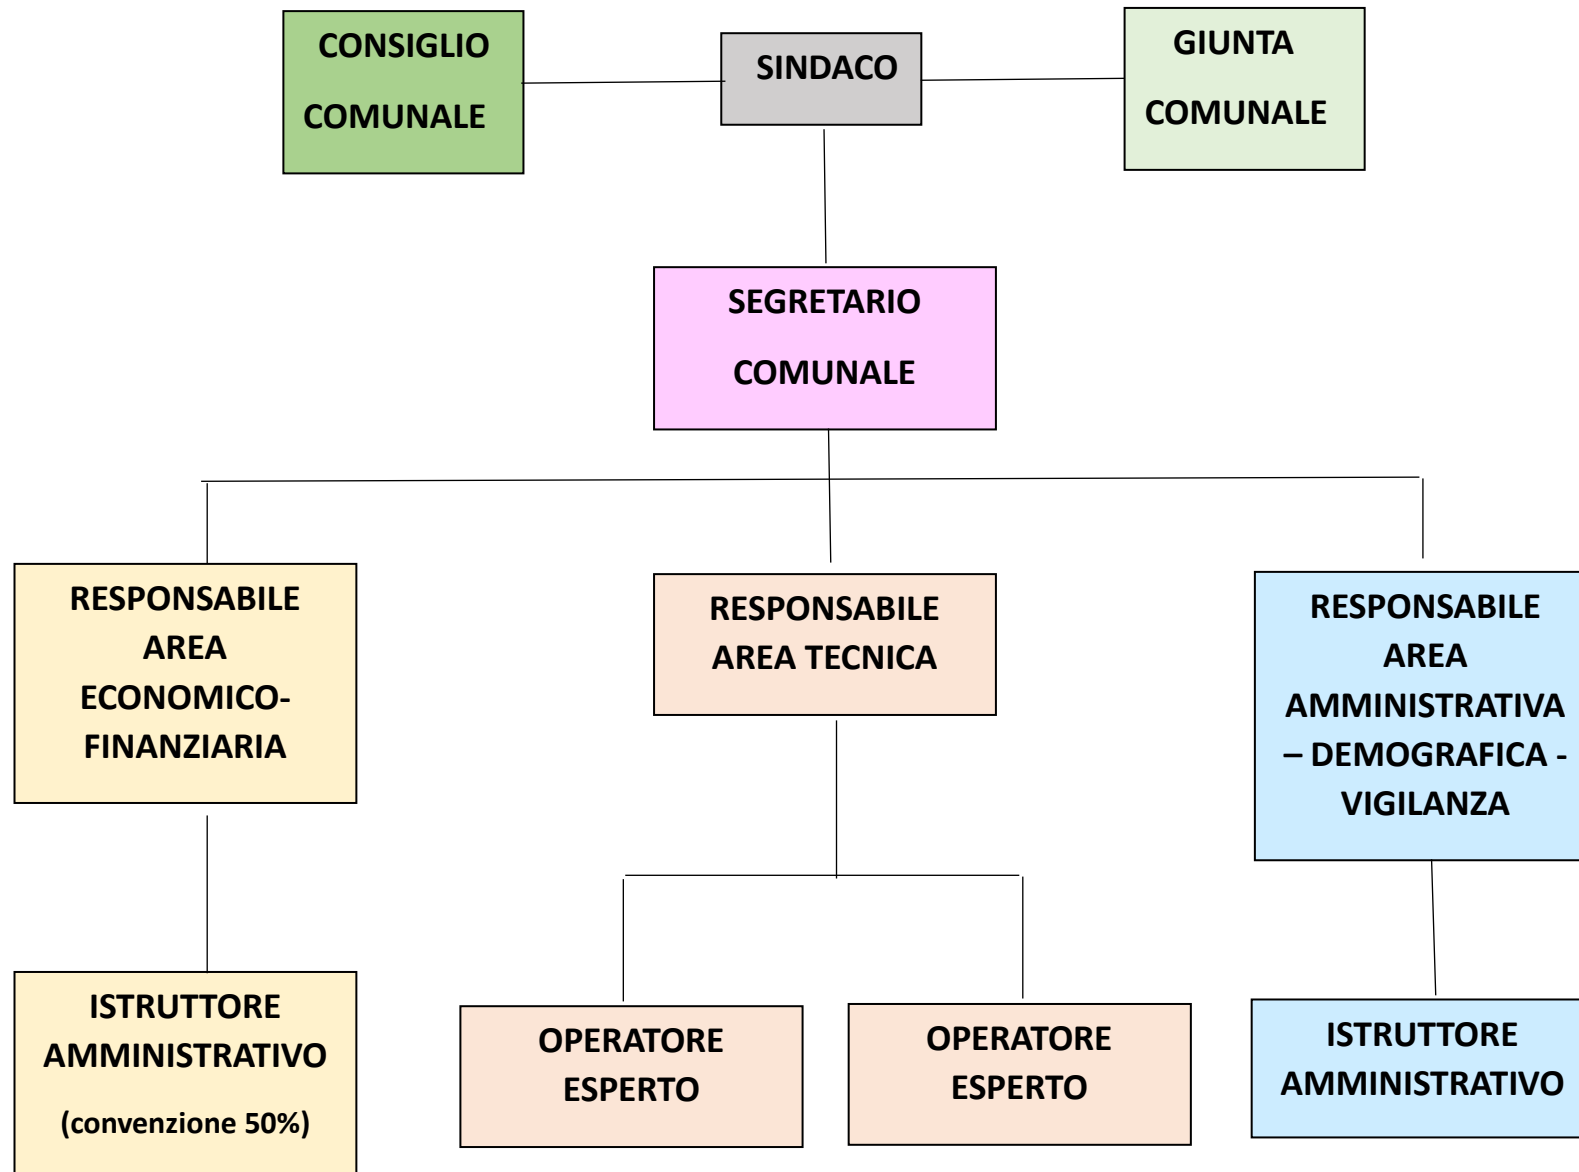 CONSIGLIO
COMUNALE
SINDACO
GIUNTA
COMUNALE
SEGRETARIO
COMUNALE
RESPONSABILE
AREA
ECONOMICO-
FINANZIARIA
RESPONSABILE
AREA TECNICA
RESPONSABILE
AREA
AMMINISTRATIVA
– DEMOGRAFICA -
VIGILANZA
ISTRUTTORE
AMMINISTRATIVO
(convenzione 50%)
OPERATORE
ESPERTO
OPERATORE
ESPERTO
ISTRUTTORE
AMMINISTRATIVO